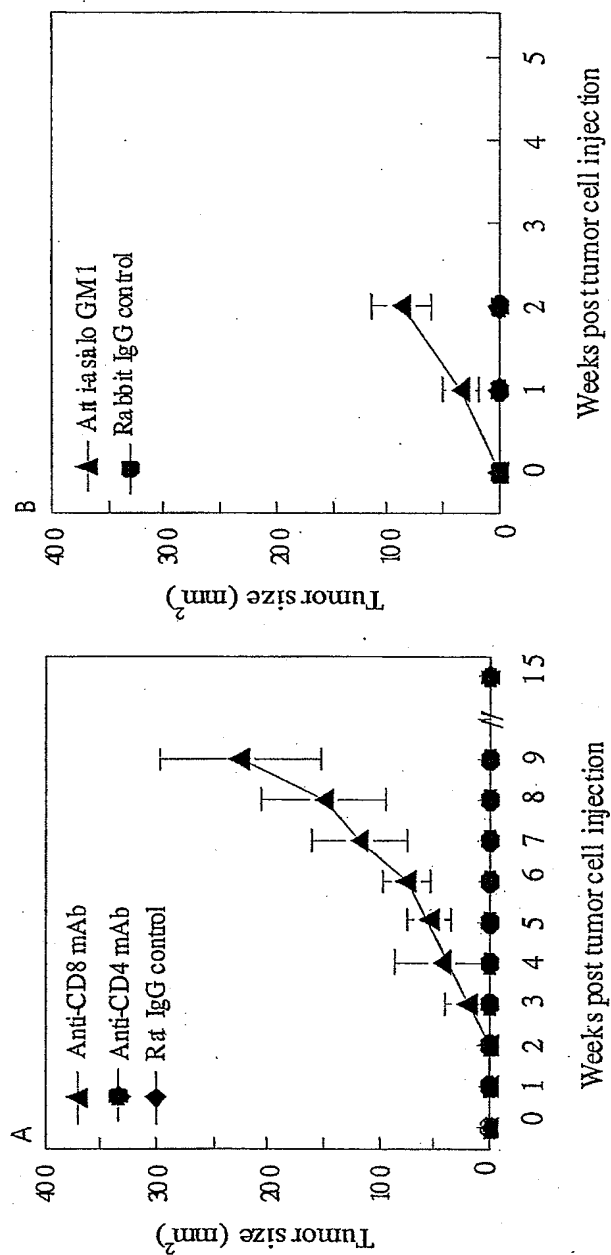 A
400
300
200
100
0
Tumor size (mm²)
Anti-CD8 mAb
Anti-CD4 mAb
Rat IgG control
0 1 2 3 4 5 6 7 8 9 15
Weeks post tumor cell injection
B
400
300
200
100
0
Tumor size (mm²)
Anti-asialo GM1
Rabbit IgG control
0 1 2 3 4 5
Weeks post tumor cell injection